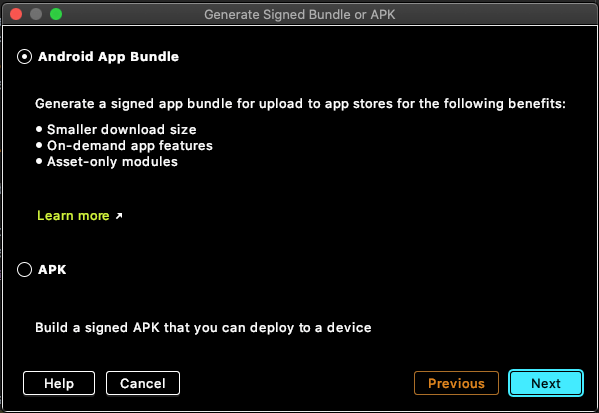 Generate Signed Bundle or APK
Android App Bundle
Generate a signed app bundle for upload to app stores for the following benefits:
• Smaller download size
• On-demand app features
• Asset-only modules
Learn more ↗
APK
Build a signed APK that you can deploy to a device
Help Cancel Previous Next